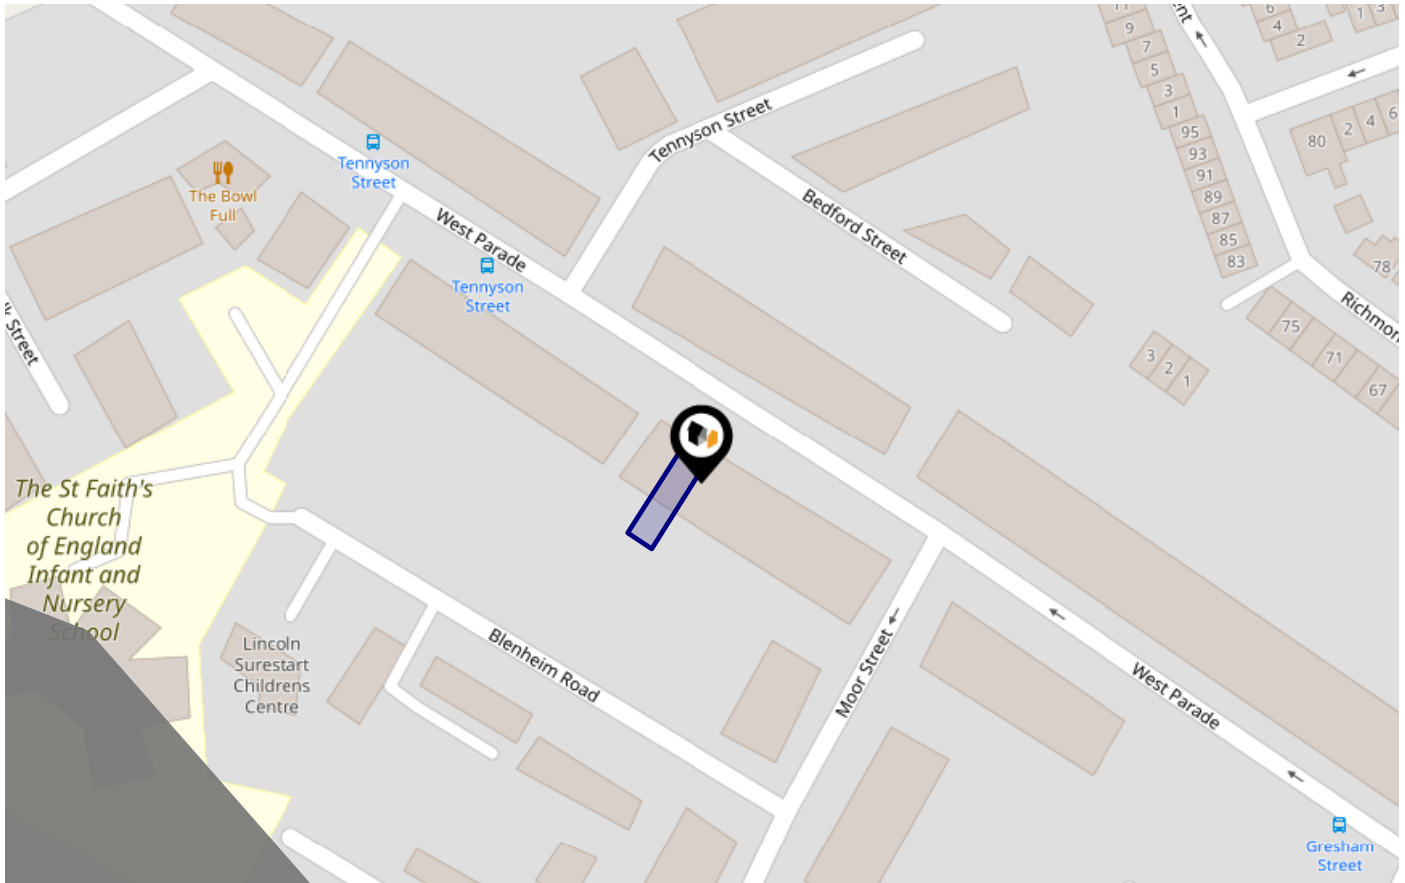 11
9
7
5
3
1
95
93
91
89
87
85
83
6
4
2
1
3
80
2
4
6
78
75
71
67
3
2
1
Tennyson
Street
Tennyson Street
The Bowl
Full
West Parade
Bedford Street
Tennyson
Street
The St Faith's
Church
of England
Infant and
Nursery
School
Lincoln
Surestart
Childrens
Centre
Blenheim Road
Moor Street
West Parade
Gresham
Street